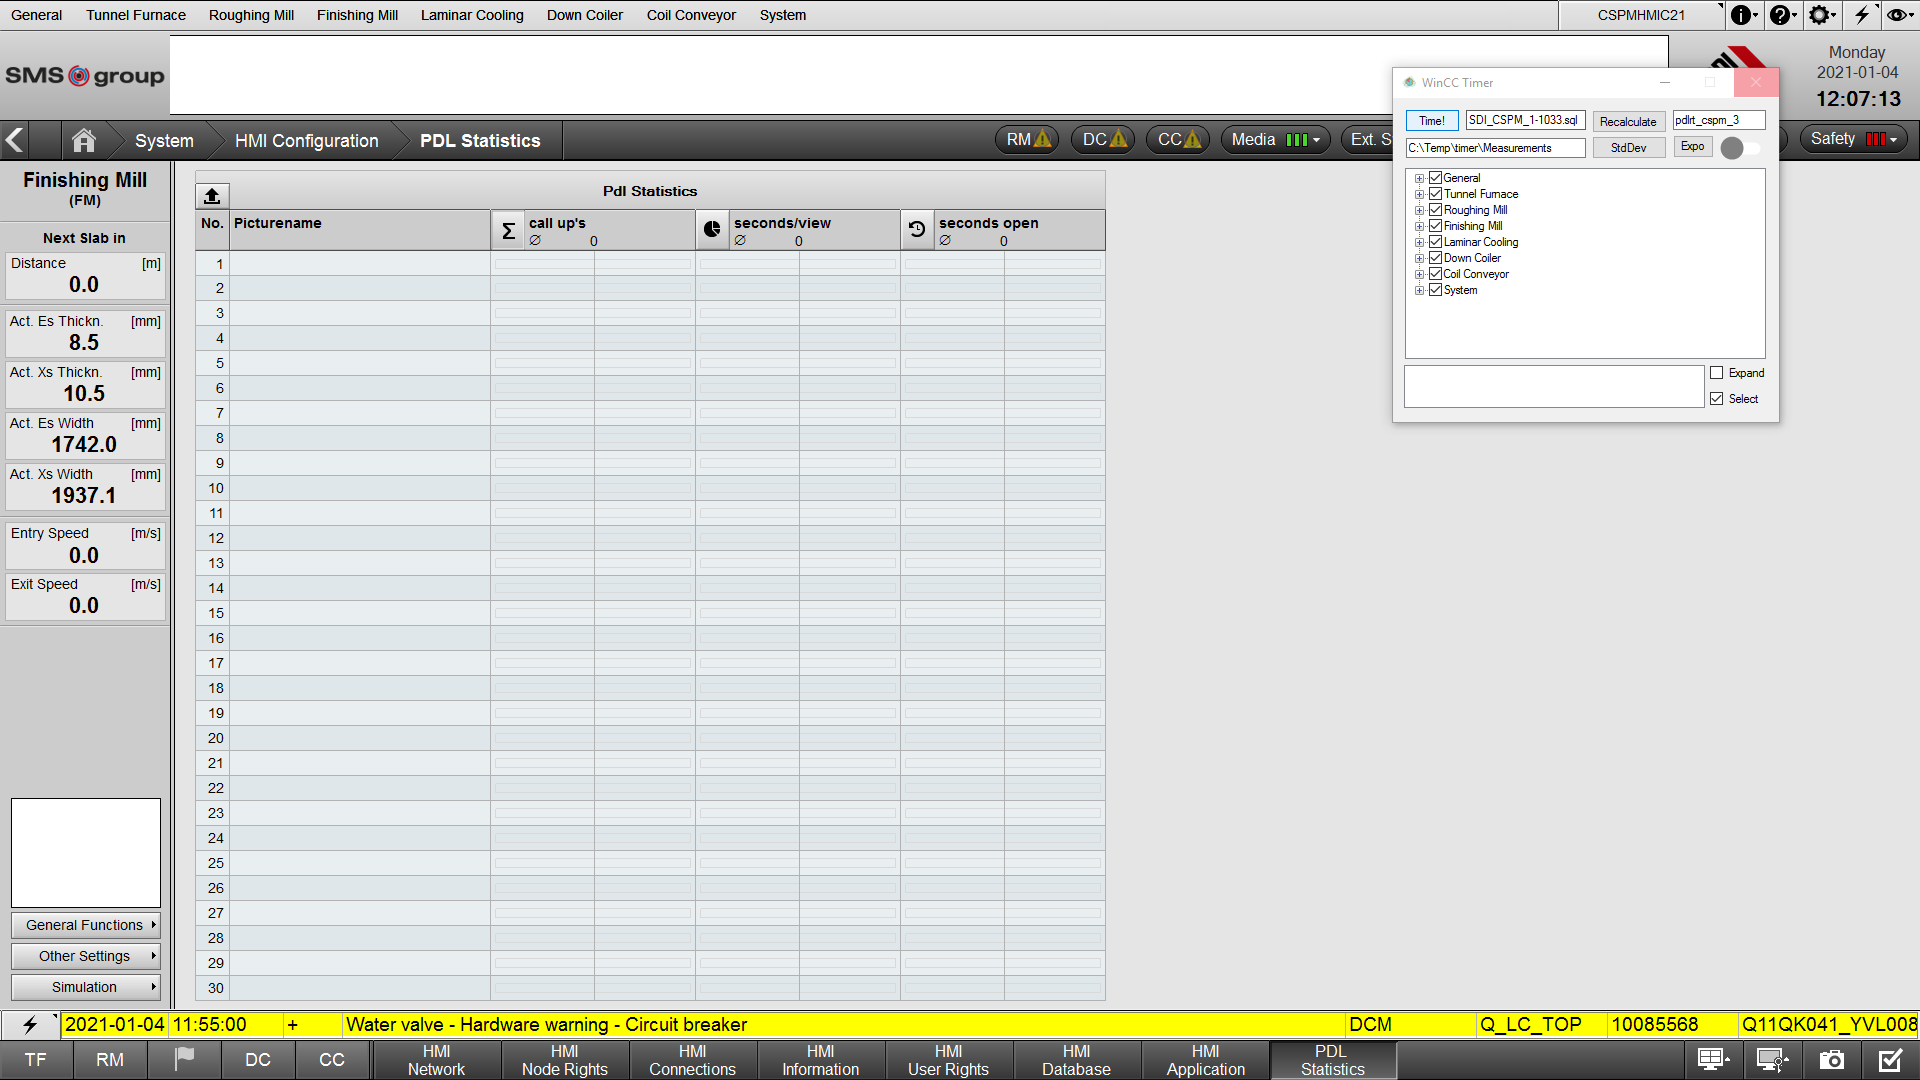 General Tunnel Furnace Roughing Mill Finishing Mill Laminar Cooling Down Coiler Coil Conveyor System CSPMHMIC21
SMS group
Monday
2021-01-04
12:07:13
System HMI Configuration PDL Statistics RM DC CC Media Ext. S Safety
WinCC Timer
Time! SDI_CSPM_1-1033.sql Recalculate pdlrt_cspm_3
C:\Temp\timer\Measurements StdDev Expo
General
Tunnel Furnace
Roughing Mill
Finishing Mill
Laminar Cooling
Down Coiler
Coil Conveyor
System
Expand
Select
Finishing Mill
(FM)
Next Slab in
Distance [m]
0.0
Act. Es Thickn. [mm]
8.5
Act. Xs Thickn. [mm]
10.5
Act. Es Width [mm]
1742.0
Act. Xs Width [mm]
1937.1
Entry Speed [m/s]
0.0
Exit Speed [m/s]
0.0
General Functions
Other Settings
Simulation
Pdl Statistics
No. Picturename Σ call up's seconds/view seconds open
∅ 0 ∅ 0 ∅ 0
1
2
3
4
5
6
7
8
9
10
11
12
13
14
15
16
17
18
19
20
21
22
23
24
25
26
27
28
29
30
2021-01-04 11:55:00 + Water valve - Hardware warning - Circuit breaker DCM Q_LC_TOP 10085568 Q11QK041_YVL008
TF RM DC CC
HMI Network
HMI Node Rights
HMI Connections
HMI Information
HMI User Rights
HMI Database
HMI Application
PDL Statistics